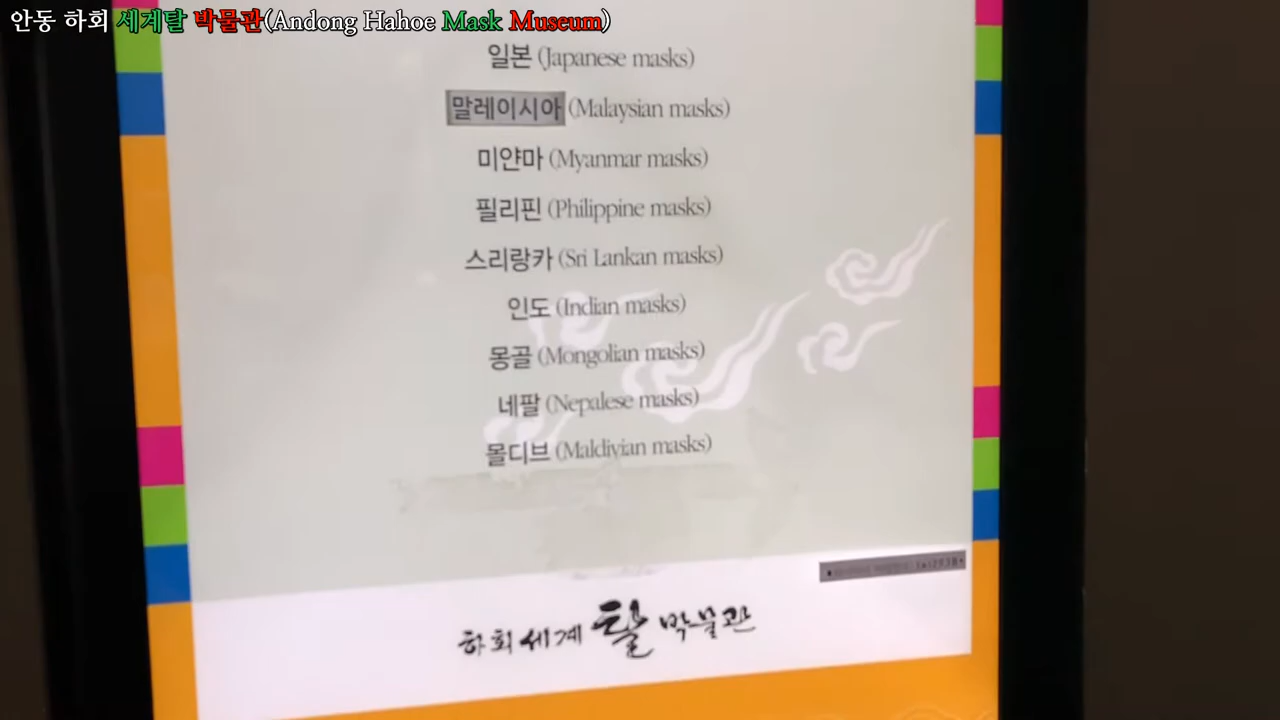 안동 하회 세계탈 박물관(Andong Hahoe Mask Museum)
일본 (Japanese masks)
말레이시아 (Malaysian masks)
미얀마 (Myanmar masks)
필리핀 (Philippine masks)
스리랑카 (Sri Lankan masks)
인도 (Indian masks)
몽골 (Mongolian masks)
네팔 (Nepalese masks)
몰디브 (Maldivian masks)
하회세계탈박물관